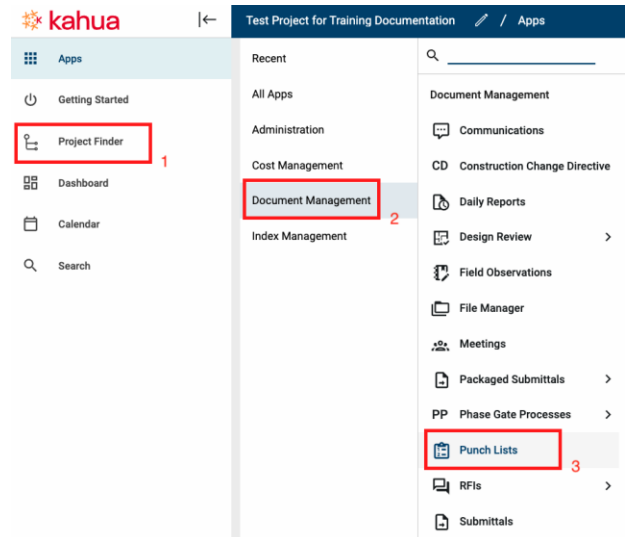 kahua
Test Project for Training Documentation / Apps
Apps
Getting Started
Project Finder
1
Dashboard
Calendar
Search
Recent
All Apps
Administration
Cost Management
Document Management
2
Index Management
Document Management
Communications
CD Construction Change Directive
Daily Reports
Design Review
Field Observations
File Manager
Meetings
Packaged Submittals
PP Phase Gate Processes
Punch Lists
3
RFIs
Submittals